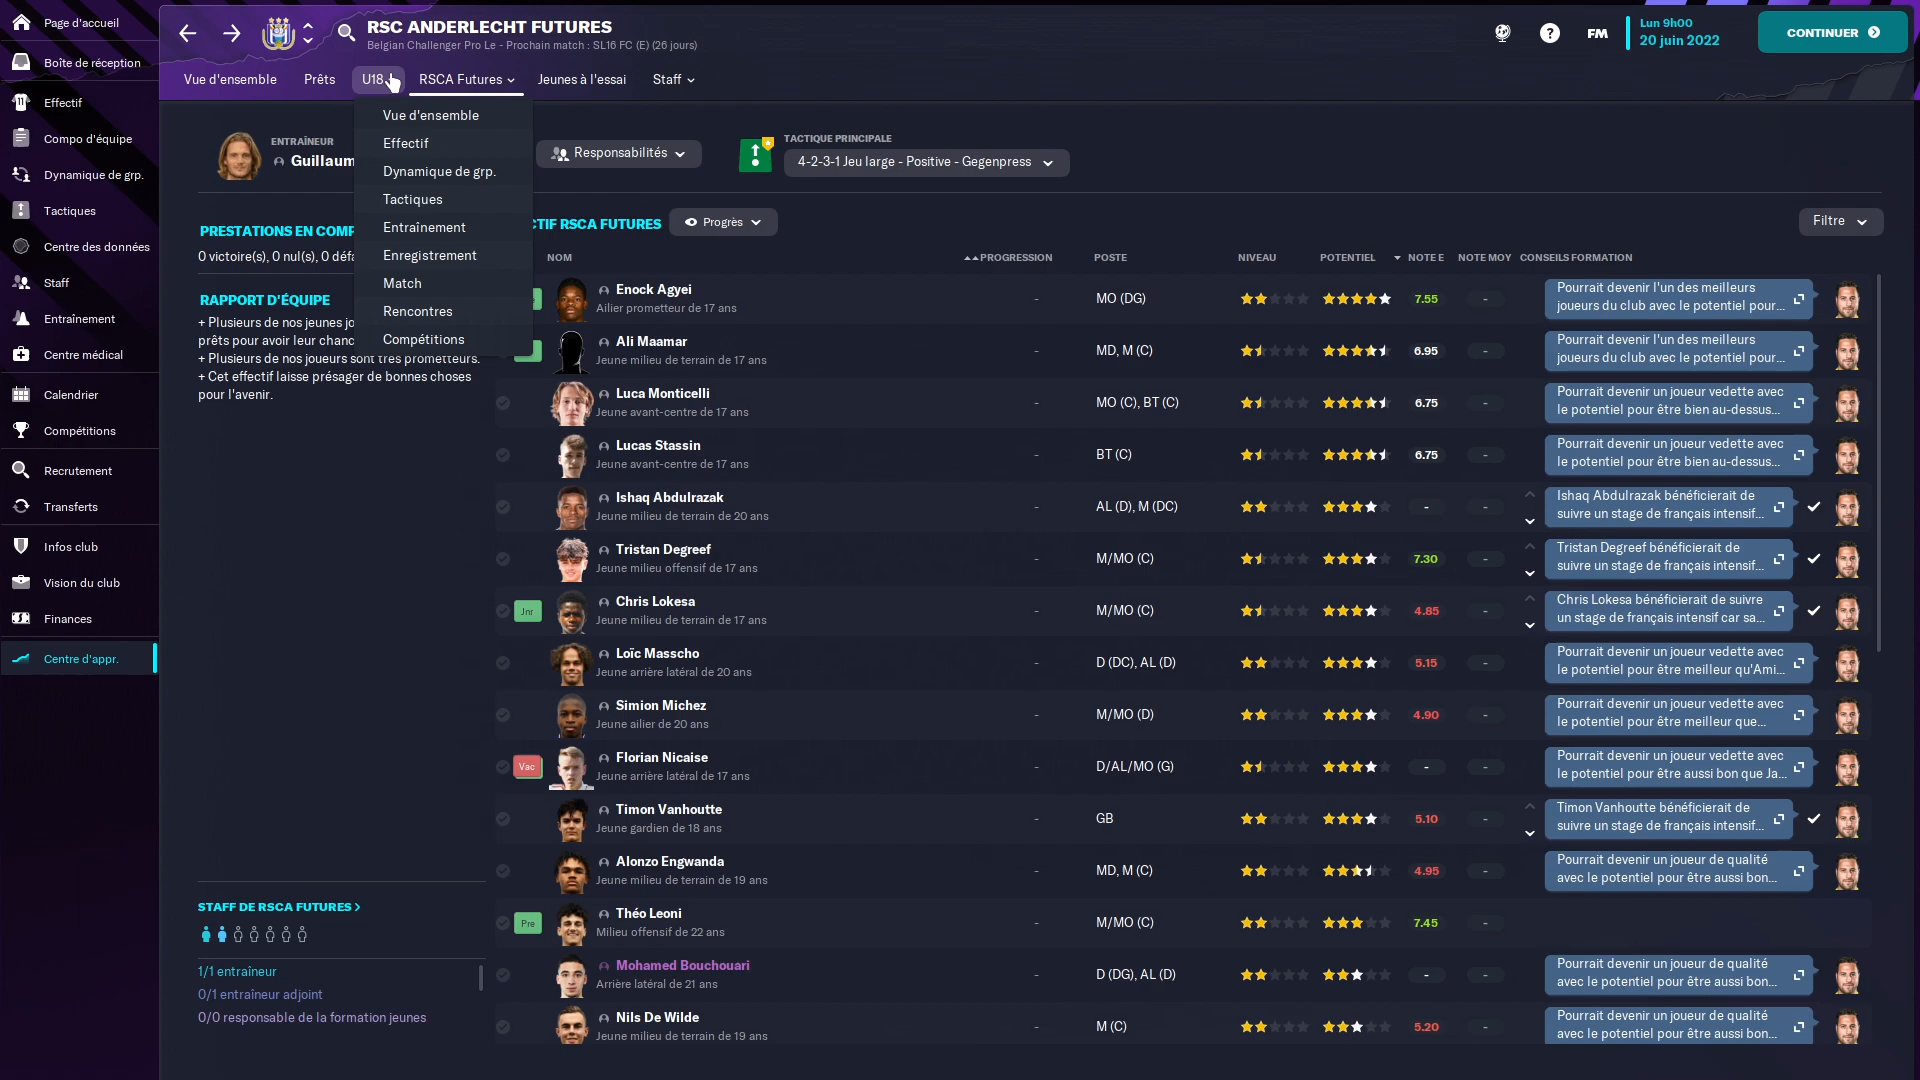 Page d'accueil
Boîte de réception
Effectif
Compo d'équipe
Dynamique de grp.
Tactiques
Centre des données
Staff
Entraînement
Centre médical
Calendrier
Compétitions
Recrutement
Transferts
Infos club
Vision du club
Finances
Centre d'appr.
RSC ANDERLECHT FUTURES
Belgian Challenger Pro Le - Prochain match : SL16 FC (E) (26 jours)
FM
Lun 9h00
20 juin 2022
CONTINUER
Vue d'ensemble Prêts U18 RSCA Futures Jeunes à l'essai Staff
Vue d'ensemble
Effectif
Dynamique de grp.
Tactiques
Entraînement
Enregistrement
Match
Rencontres
Compétitions
ENTRAÎNEUR
Guillaum
Responsabilités
TACTIQUE PRINCIPALE
4-2-3-1 Jeu large - Positive - Gegenpress
PRESTATIONS EN COMP
0 victoire(s), 0 nul(s), 0 défa
RAPPORT D'ÉQUIPE
+ Plusieurs de nos jeunes jo
prêts pour avoir leur chanc
+ Plusieurs de nos joueurs sont très prometteurs.
+ Cet effectif laisse présager de bonnes choses
pour l'avenir.
STAFF DE RSCA FUTURES >
1/1 entraîneur
0/1 entraîneur adjoint
0/0 responsable de la formation jeunes
CTIF RSCA FUTURES
Progrès
Filtre
NOM PROGRESSION POSTE NIVEAU POTENTIEL NOTE E NOTE MOY CONSEILS FORMATION
Enock Agyei
Ailier prometteur de 17 ans
- MO (DG) 7.55 -
Pourrait devenir l'un des meilleurs
joueurs du club avec le potentiel pour...
Ali Maamar
Jeune milieu de terrain de 17 ans
- MD, M (C) 6.95 -
Pourrait devenir l'un des meilleurs
joueurs du club avec le potentiel pour...
Luca Monticelli
Jeune avant-centre de 17 ans
- MO (C), BT (C) 6.75 -
Pourrait devenir un joueur vedette avec
le potentiel pour être bien au-dessus...
Lucas Stassin
Jeune avant-centre de 17 ans
- BT (C) 6.75 -
Pourrait devenir un joueur vedette avec
le potentiel pour être bien au-dessus...
Ishaq Abdulrazak
Jeune milieu de terrain de 20 ans
- AL (D), M (DC) - -
Ishaq Abdulrazak bénéficierait de
suivre un stage de français intensif...
Tristan Degreef
Jeune milieu offensif de 17 ans
- M/MO (C) 7.30 -
Tristan Degreef bénéficierait de
suivre un stage de français intensif...
Jnr
Chris Lokesa
Jeune milieu de terrain de 17 ans
- M/MO (C) 4.85 -
Chris Lokesa bénéficierait de suivre
un stage de français intensif car sa...
Loïc Masscho
Jeune arrière latéral de 20 ans
- D (DC), AL (D) 5.15 -
Pourrait devenir un joueur vedette avec
le potentiel pour être meilleur qu'Ami...
Simion Michez
Jeune ailier de 20 ans
- M/MO (D) 4.90 -
Pourrait devenir un joueur vedette avec
le potentiel pour être meilleur que...
Vac
Florian Nicaise
Jeune arrière latéral de 17 ans
- D/AL/MO (G) - -
Pourrait devenir un joueur vedette avec
le potentiel pour être aussi bon que Ja...
Timon Vanhoutte
Jeune gardien de 18 ans
- GB 5.10 -
Timon Vanhoutte bénéficierait de
suivre un stage de français intensif...
Alonzo Engwanda
Jeune milieu de terrain de 19 ans
- MD, M (C) 4.95 -
Pourrait devenir un joueur de qualité
avec le potentiel pour être aussi bon...
Pre
Théo Leoni
Milieu offensif de 22 ans
- M/MO (C) 7.45 -
Mohamed Bouchouari
Arrière latéral de 21 ans
- D (DG), AL (D) - -
Pourrait devenir un joueur de qualité
avec le potentiel pour être aussi bon...
Nils De Wilde
Jeune milieu de terrain de 19 ans
- M (C) 5.20 -
Pourrait devenir un joueur de qualité
avec le potentiel pour être aussi bon...